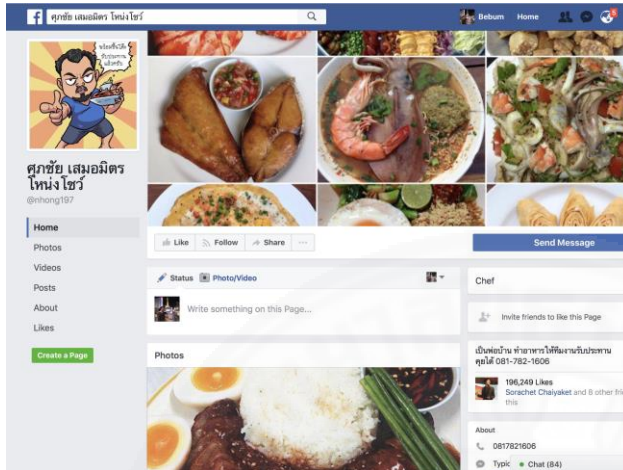 ศุภชัย เสมอมิตร โหน่งโชว์
Bebum
Home
5
ศุภชัย เสมอมิตร
โหน่งโชว์
@nhong197
Home
Photos
Videos
Posts
About
Likes
Create a Page
Like
Follow
Share
Send Message
Status
Photo/Video
Write something on this Page...
Photos
Chef
Invite friends to like this Page
เป็นพ่อบ้าน ทำอาหารให้ทีมงานรับประทาน
คุยได้ 081-782-1606
196,249 Likes
Sorachet Chaiyaket and 8 other fri
this
About
0817821606
Typic
Chat (84)